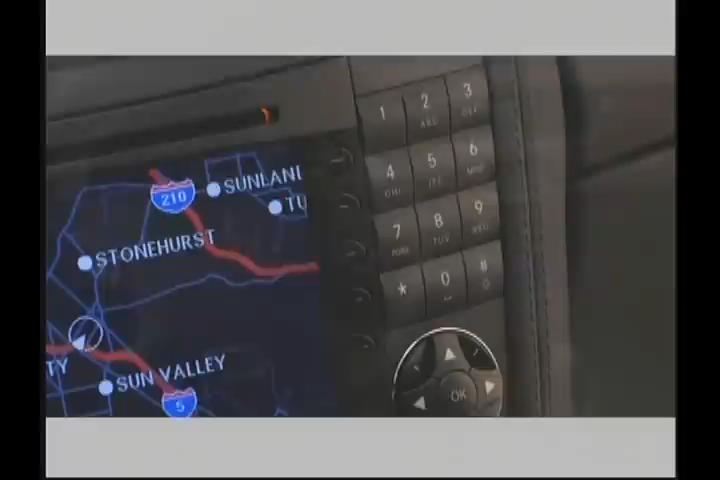 SUNLAND
210
TU
STONEHURST
TY
SUN VALLEY
5
1
2 ABC
3 DEF
4 GHI
5 JKL
6 MNO
7 PQRS
8 TUV
9 WXYZ
*
0
#
OK